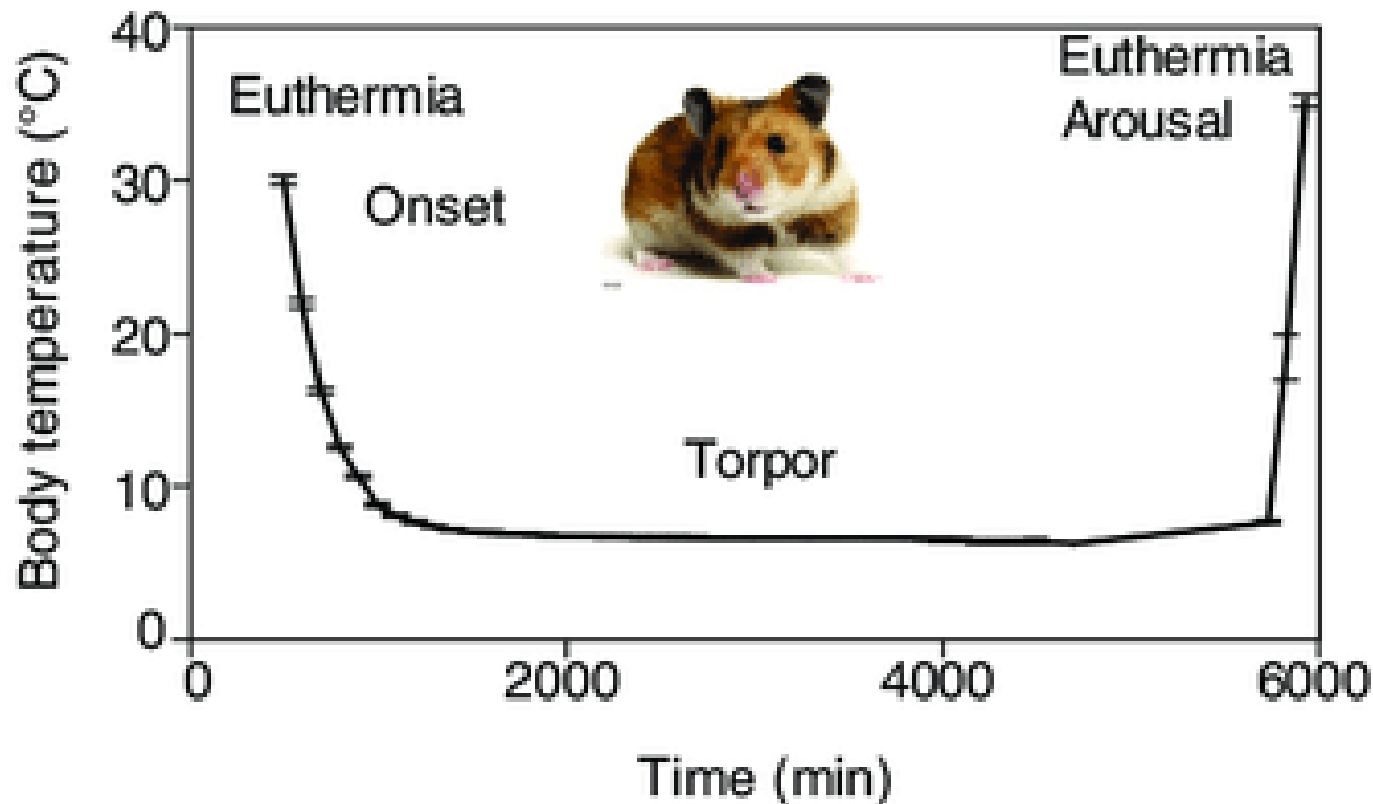 40
30
20
10
0
Body temperature (°C)
Euthermia
Onset
Torpor
Euthermia
Arousal
0
2000
4000
6000
Time (min)